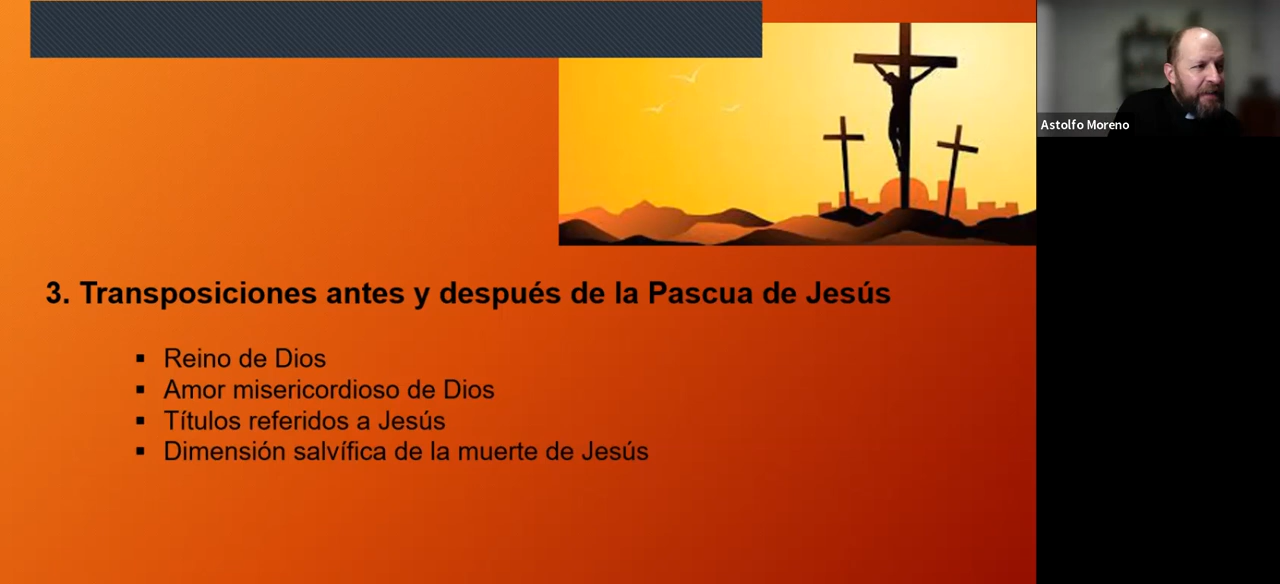 Astolfo Moreno
3. Transposiciones antes y después de la Pascua de Jesús
▪ Reino de Dios
▪ Amor misericordioso de Dios
▪ Títulos referidos a Jesús
▪ Dimensión salvífica de la muerte de Jesús